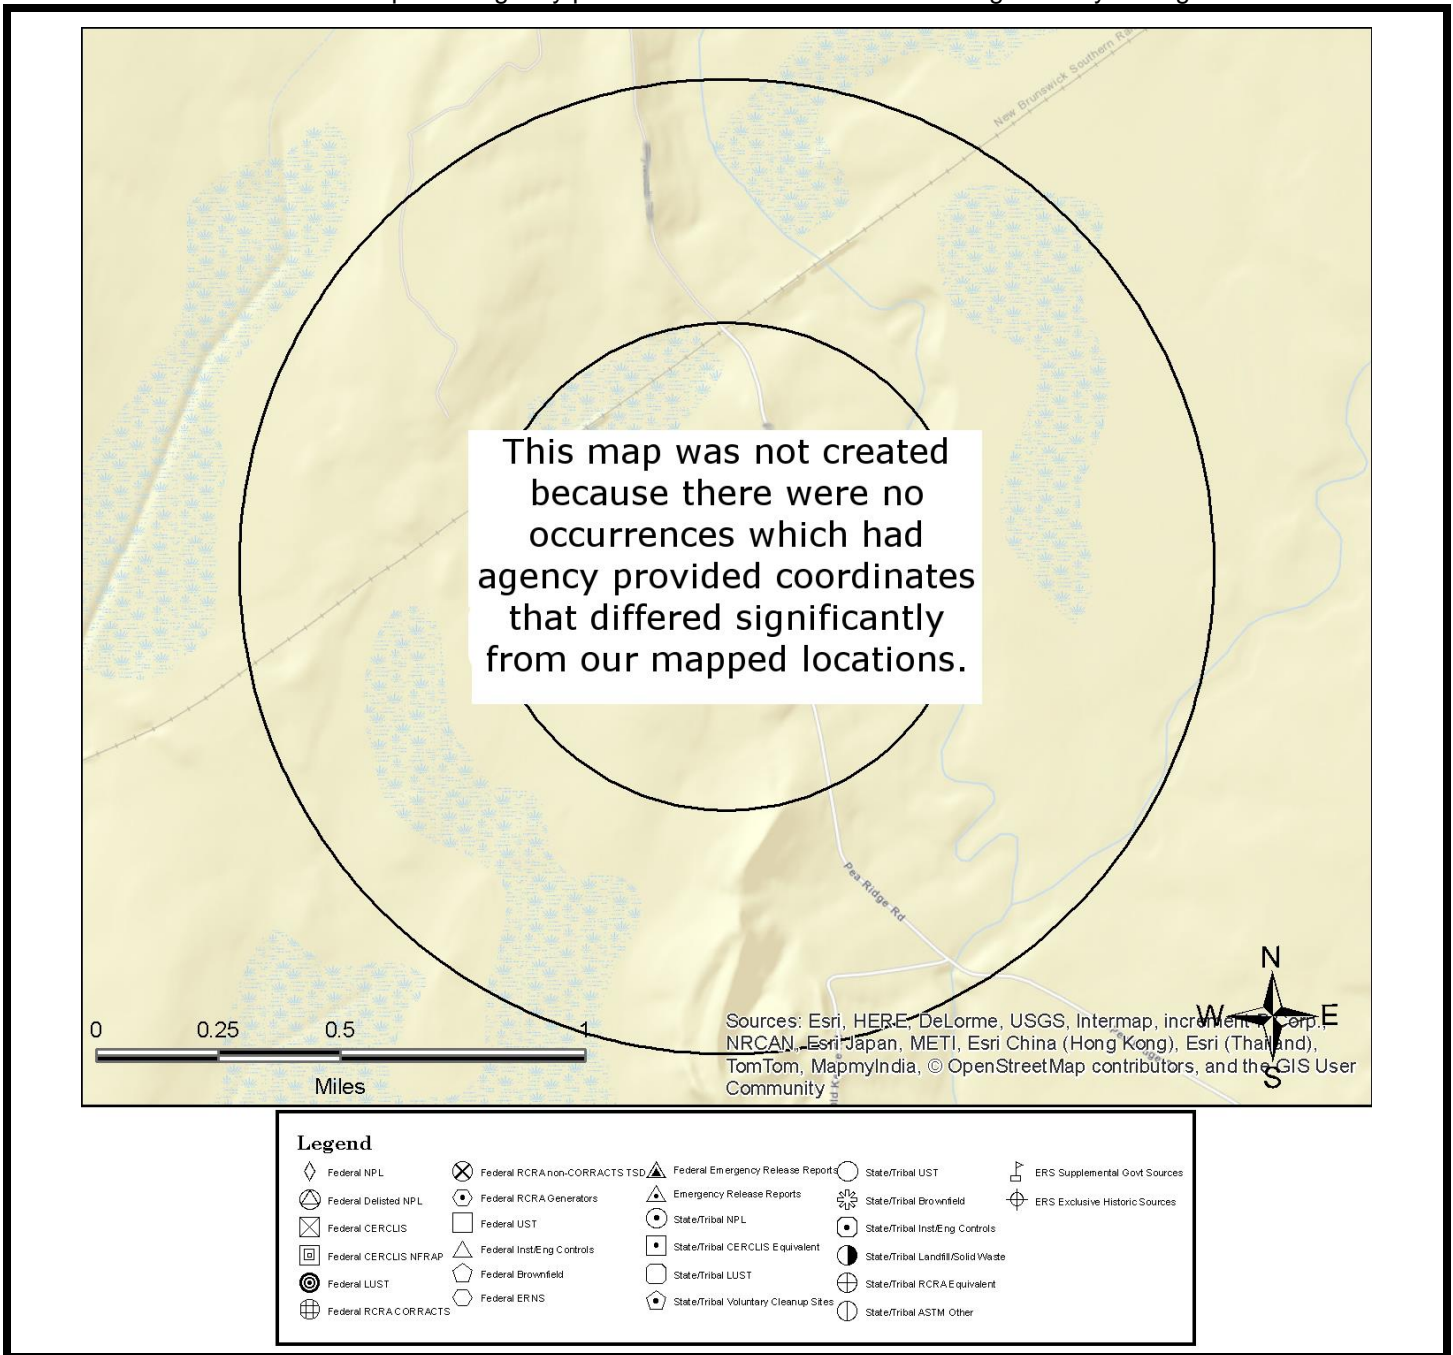 New Brunswick Southern Ra
This map was not created
because there were no
occurrences which had
agency provided coordinates
that differed significantly
from our mapped locations.
Pea Ridge Rd
N
W
E
S
0 0.25 0.5 1
Miles
Sources: Esri, HERE, DeLorme, USGS, Intermap, increment P Corp.,
NRCAN, Esri Japan, METI, Esri China (Hong Kong), Esri (Thailand),
TomTom, MapmyIndia, © OpenStreetMap contributors, and the GIS User
Community
Legend
Federal NPL
Federal Delisted NPL
Federal CERCLIS
Federal CERCLIS NFRAP
Federal LUST
Federal RCRA CORRACTS
Federal RCRA non-CORRACTS TSD
Federal RCRA Generators
Federal UST
Federal Inst/Eng Controls
Federal Brownfield
Federal ERNS
Federal Emergency Release Reports
Emergency Release Reports
State/Tribal NPL
State/Tribal CERCLIS Equivalent
State/Tribal LUST
State/Tribal Voluntary Cleanup Sites
State/Tribal UST
State/Tribal Brownfield
State/Tribal Inst/Eng Controls
State/Tribal Landfill/Solid Waste
State/Tribal RCRA Equivalent
State/Tribal ASTM Other
ERS Supplemental Govt Sources
ERS Exclusive Historic Sources